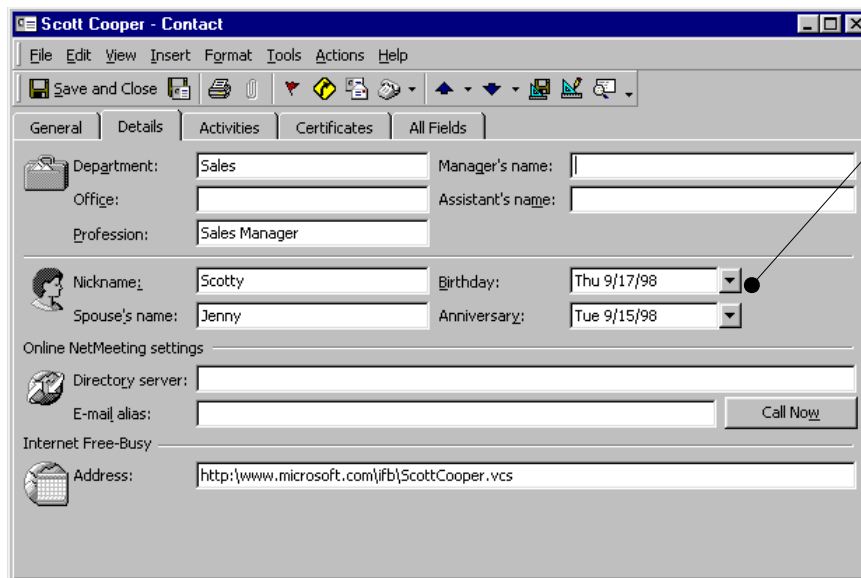 Scott Cooper - Contact
File Edit View Insert Format Tools Actions Help
Save and Close
General Details Activities Certificates All Fields
Department: Sales Manager's name:
Office: Assistant's name:
Profession: Sales Manager
Nickname: Scotty Birthday: Thu 9/17/98
Spouse's name: Jenny Anniversary: Tue 9/15/98
Online NetMeeting settings
Directory server:
E-mail alias: Call Now
Internet Free-Busy
Address: http:\www.microsoft.com\ifb\ScottCooper.vcs